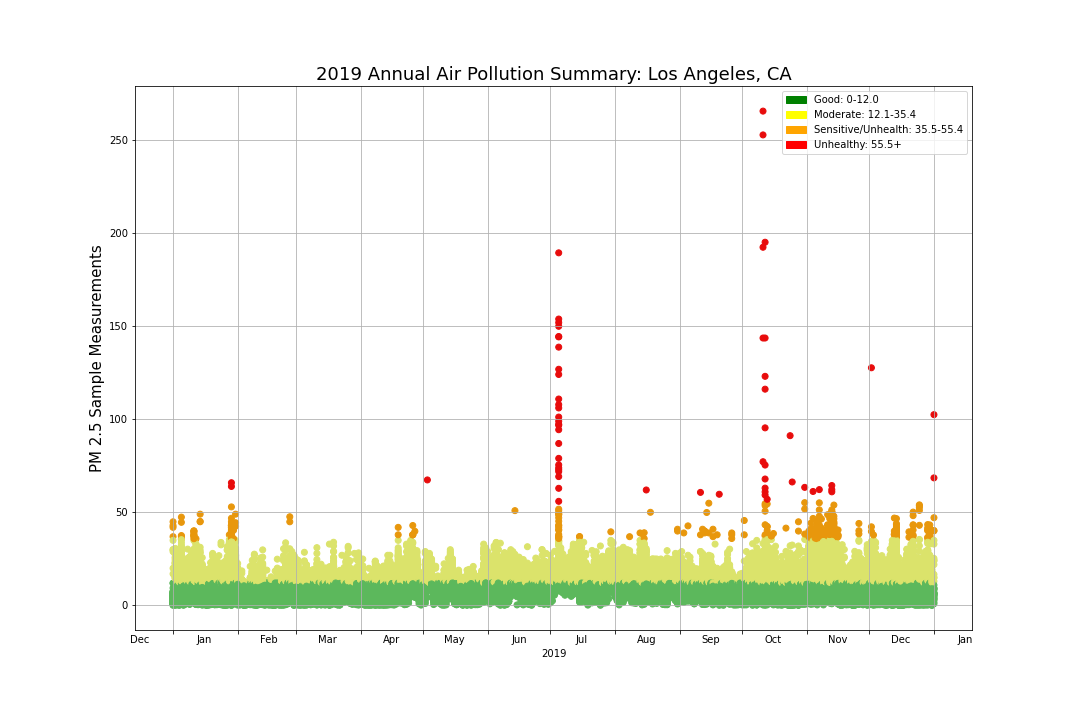 2019 Annual Air Pollution Summary: Los Angeles, CA
Good: 0-12.0
Moderate: 12.1-35.4
Sensitive/Unhealth: 35.5-55.4
Unhealthy: 55.5+
PM 2.5 Sample Measurements
250
200
150
100
50
0
Dec Jan Feb Mar Apr May Jun Jul Aug Sep Oct Nov Dec Jan
2019